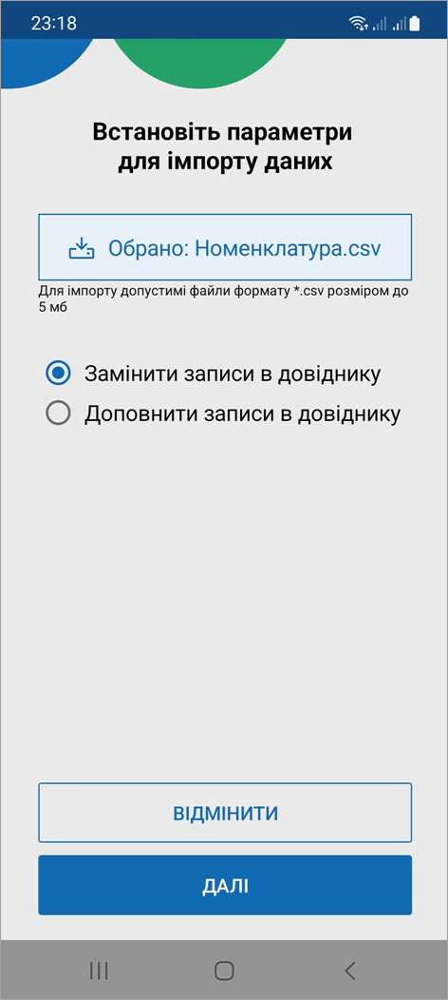 23:18
Встановіть параметри
для імпорту даних
Обрано: Номенклатура.csv
Для імпорту допустимі файли формату *.csv розміром до
5 мб
Замінити записи в довіднику
Доповнити записи в довіднику
ВІДМІНИТИ
ДАЛІ